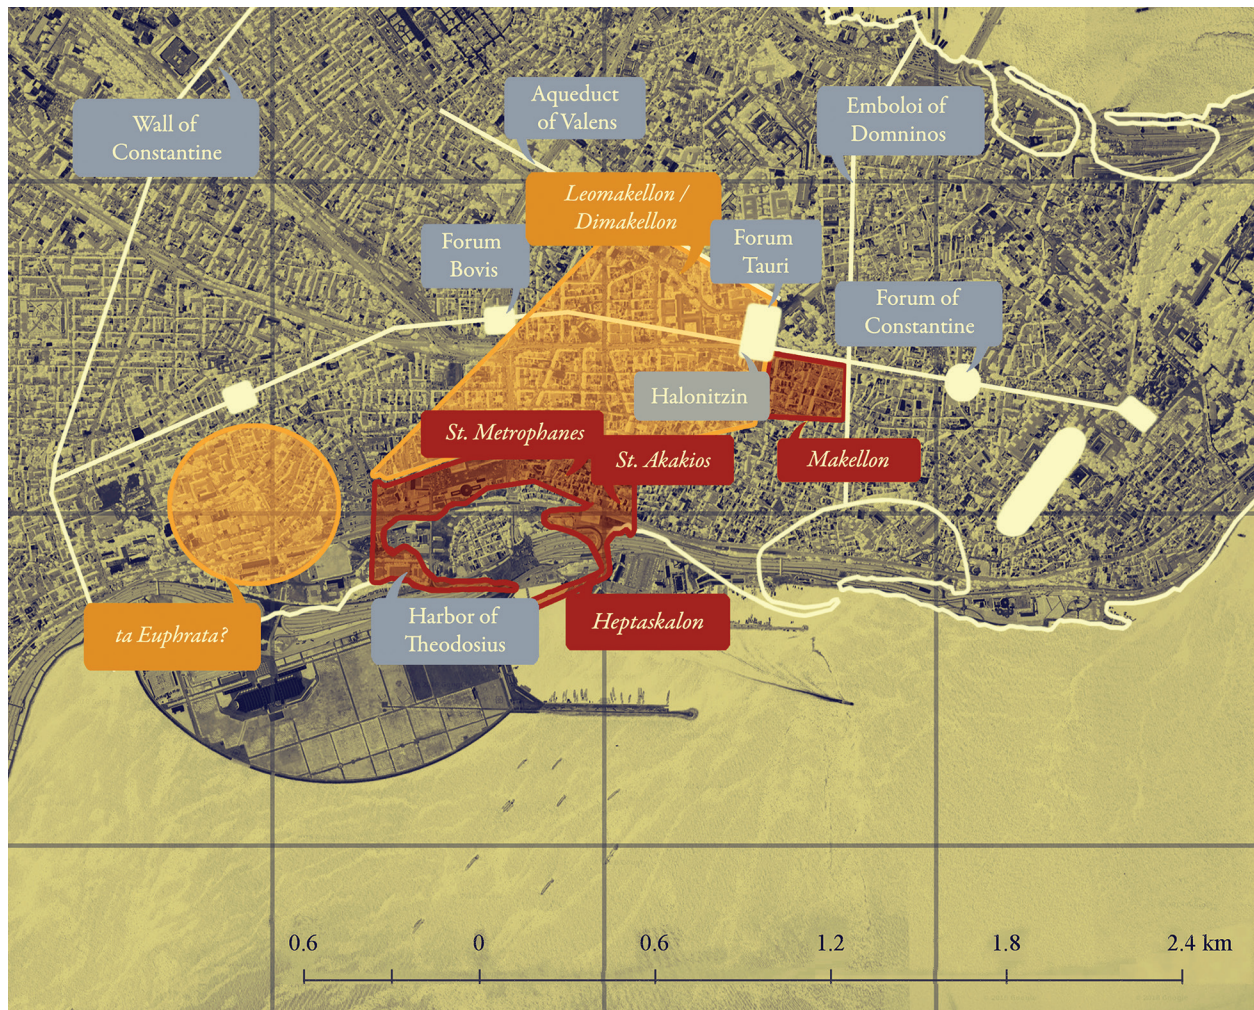 Wall of
Constantine
Aqueduct
of Valens
Emboloi of
Domninos
Leomakellon /
Dimakellon
Forum
Bovis
Forum
Tauri
Forum of
Constantine
Halonitzin
St. Metrophanes
St. Akakios
Makellon
ta Euphrata?
Harbor of
Theodosius
Heptaskalon
0.6 0 0.6 1.2 1.8 2.4 km